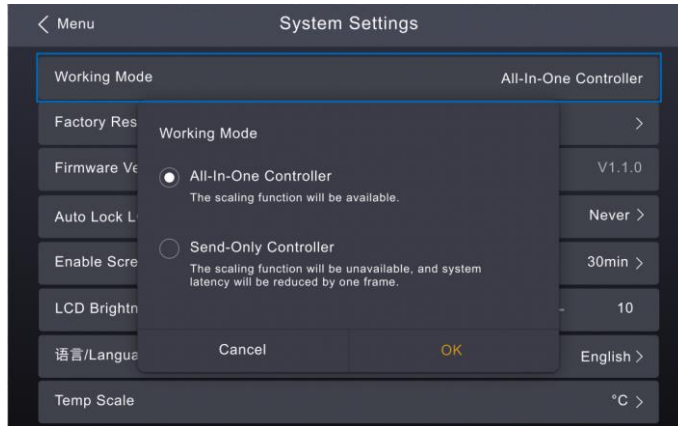 Menu
System Settings
Working Mode
All-In-One Controller
Factory Res
Working Mode
Firmware Ve
V1.1.0
All-In-One Controller
The scaling function will be available.
Auto Lock L
Never
Send-Only Controller
The scaling function will be unavailable, and system
latency will be reduced by one frame.
Enable Scre
30min
LCD Brightn
10
Cancel
OK
语言/Langua
English
Temp Scale
°C